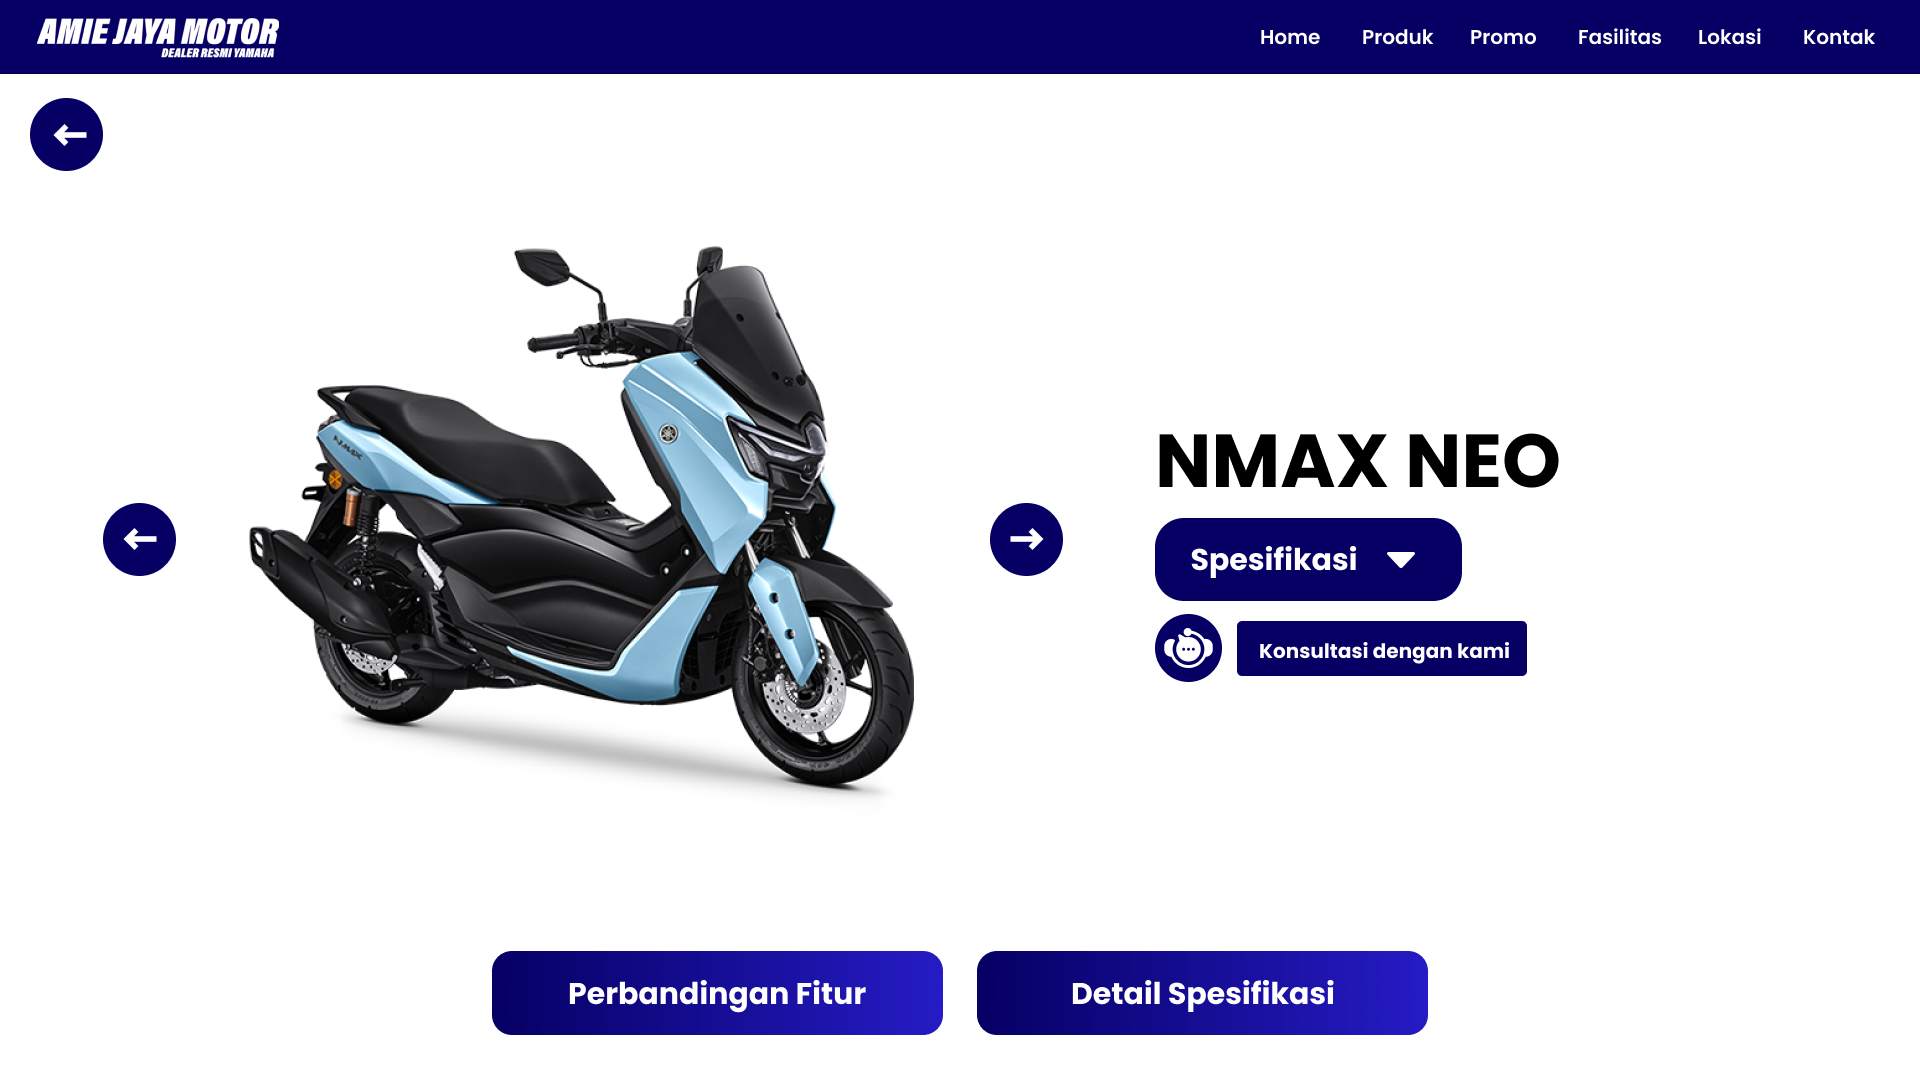 AMIE JAYA MOTOR
DEALER RESMI YAMAHA
Home Produk Promo Fasilitas Lokasi Kontak
NMAX
NMAX NEO
Spesifikasi
Konsultasi dengan kami
Perbandingan Fitur Detail Spesifikasi